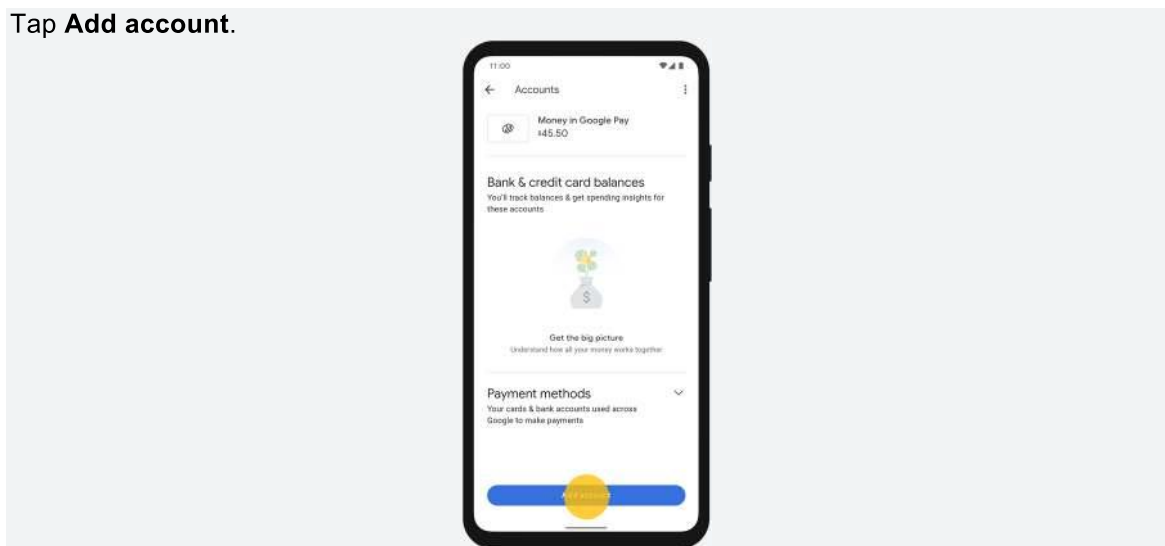 Tap Add account.
11:00
Accounts
Money in Google Pay
$45.50
Bank & credit card balances
You'll track balances & get spending insights for
these accounts
$
Get the big picture
Understand how all your money works together
Payment methods
Your cards & bank accounts used across
Google to make payments
Add account